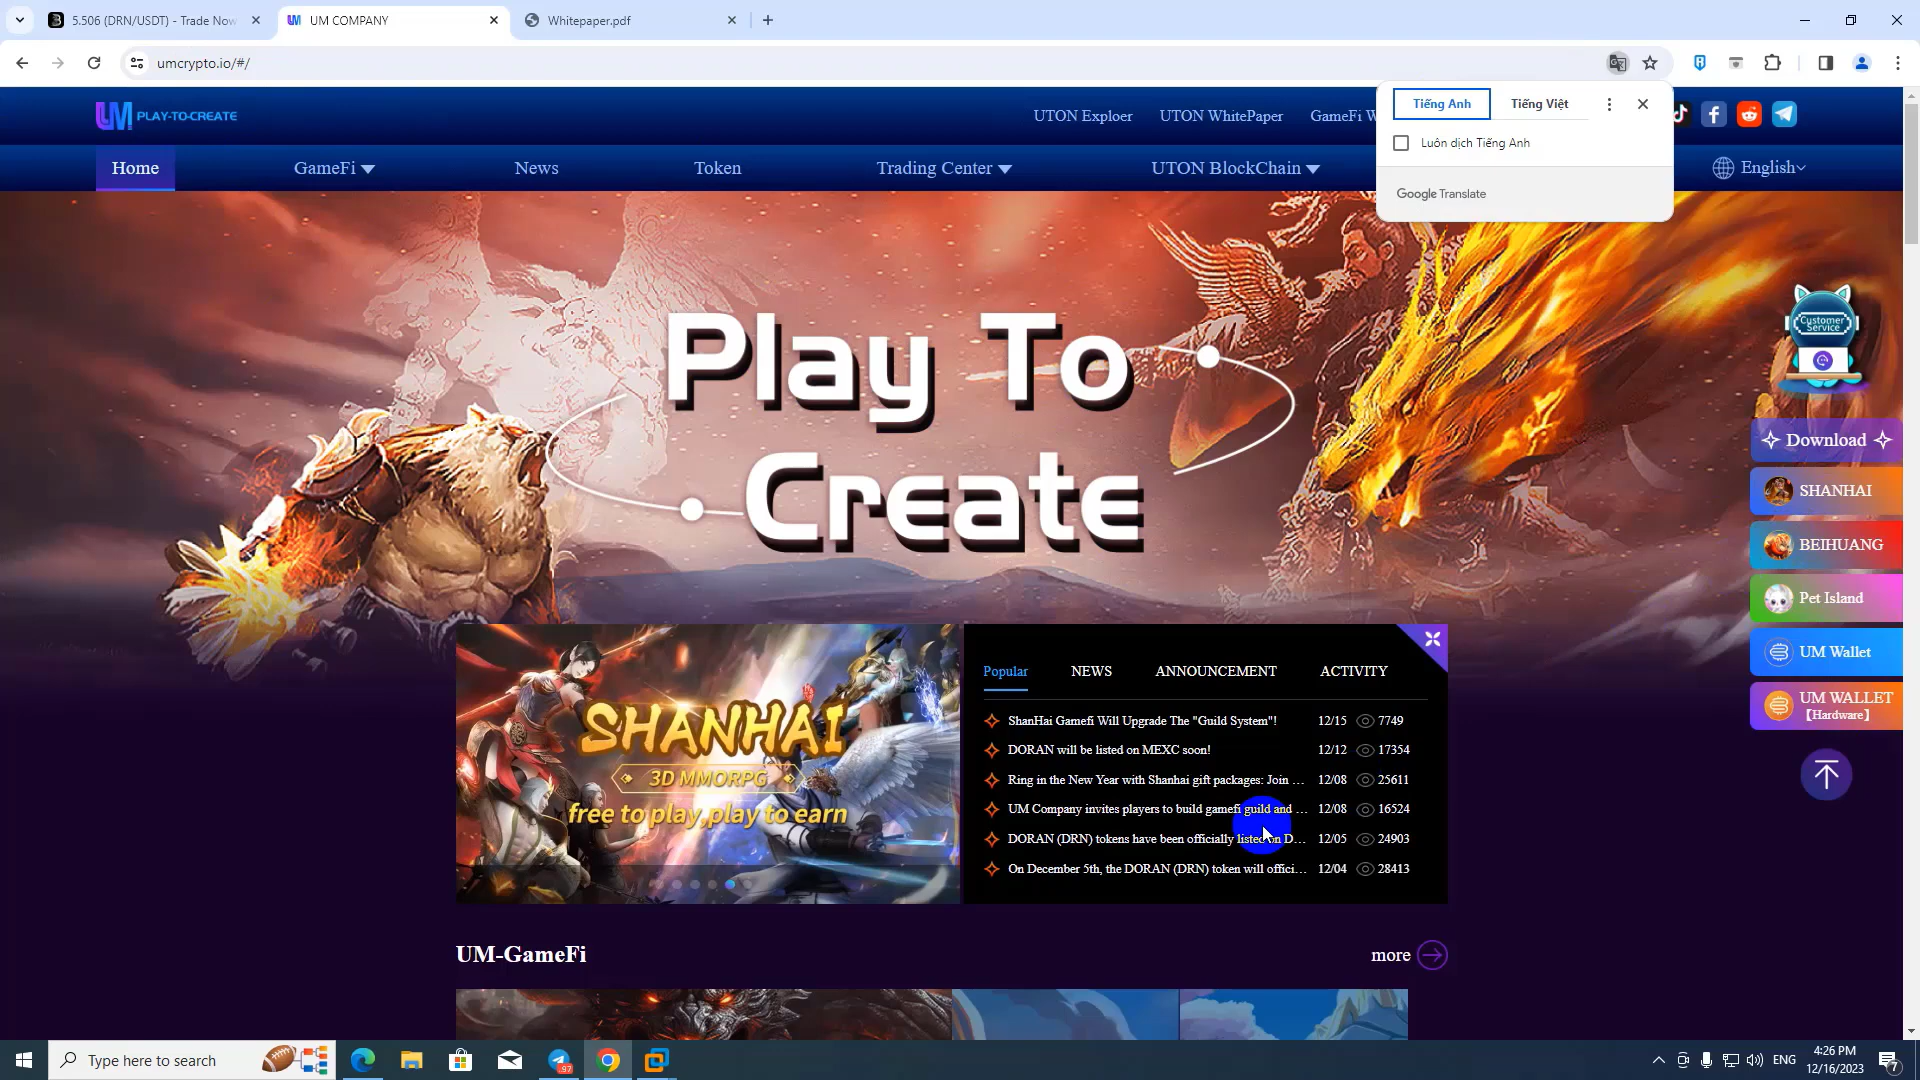 5.506 (DRN/USDT) - Trade Now
UM COMPANY
Whitepaper.pdf
umcrypto.io/#/
UM PLAY-TO-CREATE
UTON Exploer
UTON WhitePaper
GameFi W
Tiếng Anh
Tiếng Việt
Luôn dịch Tiếng Anh
Google Translate
Home
GameFi
News
Token
Trading Center
UTON BlockChain
English
Play To
Create
Customer
Service
Download
SHANHAI
BEIHUANG
Pet Island
UM Wallet
UM WALLET
【Hardware】
SHANHAI
3D MMORPG
free to play,play to earn
Popular
NEWS
ANNOUNCEMENT
ACTIVITY
ShanHai Gamefi Will Upgrade The "Guild System"! 12/15 7749
DORAN will be listed on MEXC soon! 12/12 17354
Ring in the New Year with Shanhai gift packages: Join ... 12/08 25611
UM Company invites players to build gamefi guild and ... 12/08 16524
DORAN (DRN) tokens have been officially listed on D... 12/05 24903
On December 5th, the DORAN (DRN) token will offici... 12/04 28413
UM-GameFi
more
Type here to search
97
ENG
4:26 PM
12/16/2023
7